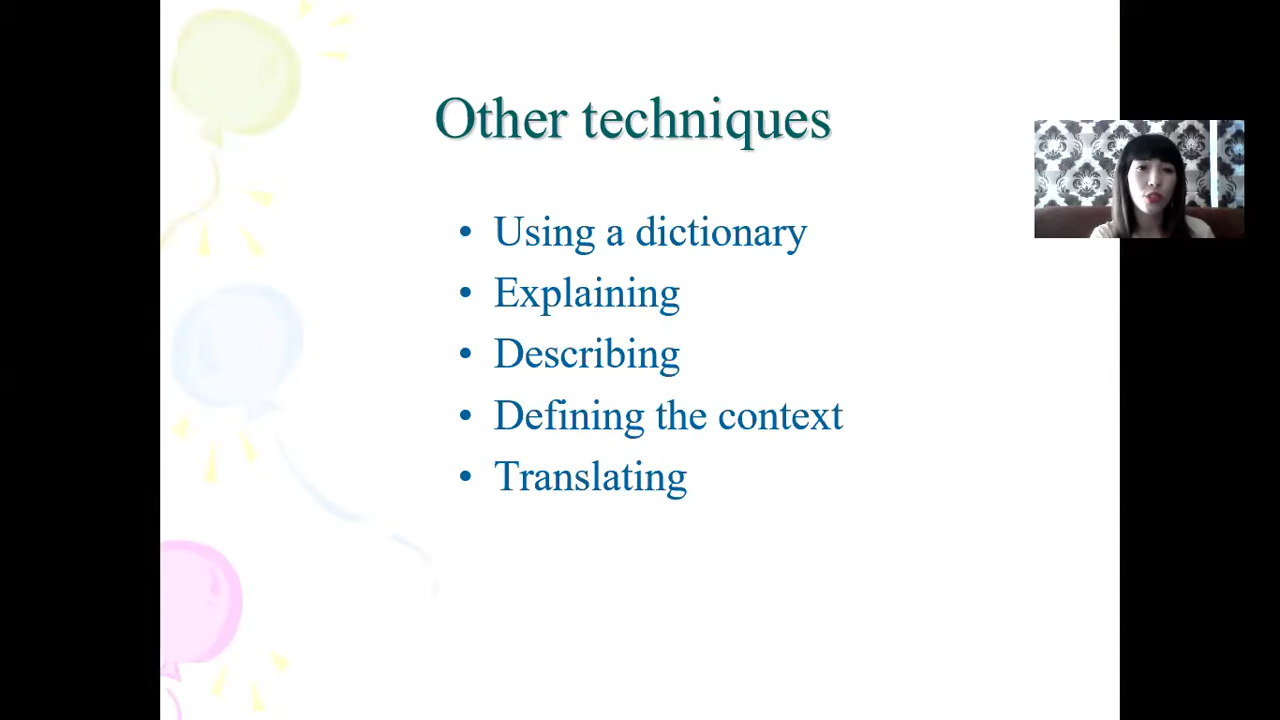 Other techniques
• Using a dictionary
• Explaining
• Describing
• Defining the context
• Translating